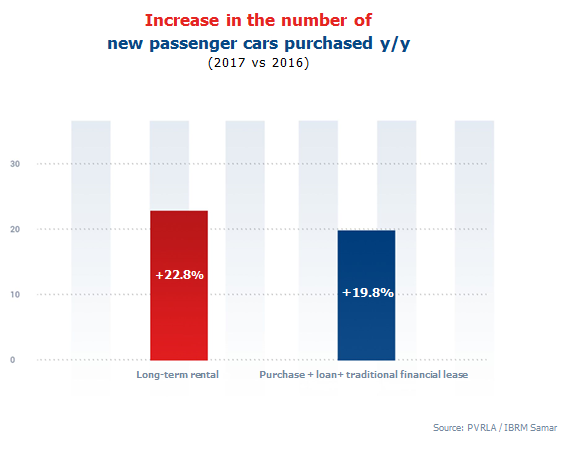 Increase in the number of
new passenger cars purchased y/y
(2017 vs 2016)
30
20
10
0
+22.8%
+19.8%
Long-term rental
Purchase + loan+ traditional financial lease
Source: PVRLA / IBRM Samar